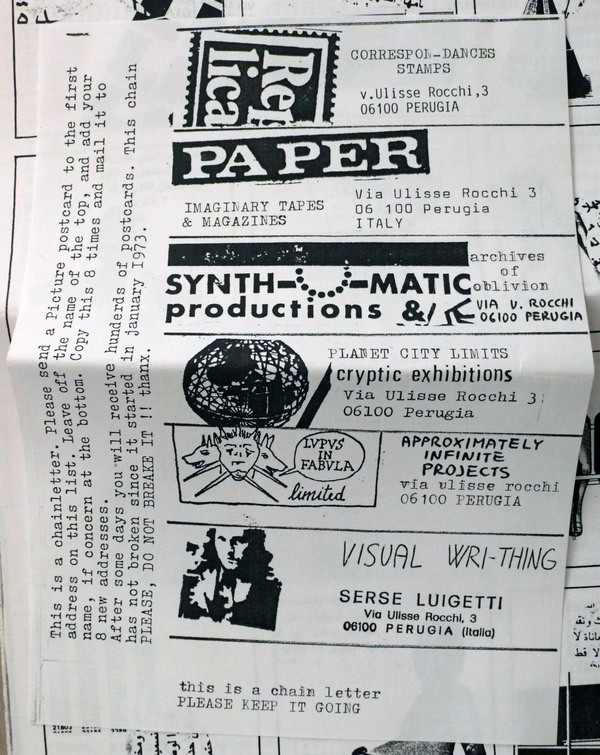 This is a chainletter. Please send a Picture postcard to the first
address on this list. Leave off the name of the top, and add your
name, if concern at the bottom. Copy this 8 times and mail it to
8 new addresses.
After some days you will receive hunderds of postcards. This chain
has not broken since it started in january I973.
PLEASE, DO NOT BREAKE IT !! thanx.
Rep
lica
CORRESPON-DANCES
STAMPS
v.Ulisse Rocchi,3
06100 PERUGIA
PAPER
IMAGINARY TAPES
& MAGAZINES
Via Ulisse Rocchi 3
06 100 Perugia
ITALY
SYNTH-U-MATIC
productions &/
archives
of
oblivion
VIA V. ROCCHI
06100 PERUGIA
PLANET CITY LIMITS
cryptic exhibitions
Via Ulisse Rocchi 3
06100 Perugia
LVPVS
IN
FABVLA
limited
APPROXIMATELY
INFINITE
PROJECTS
via ulisse rocchi
06100 PERUGIA
VISUAL WRI-THING
SERSE LUIGETTI
Via Ulisse Rocchi, 3
06100 PERUGIA (Italia)
this is a chain letter
PLEASE KEEP IT GOING